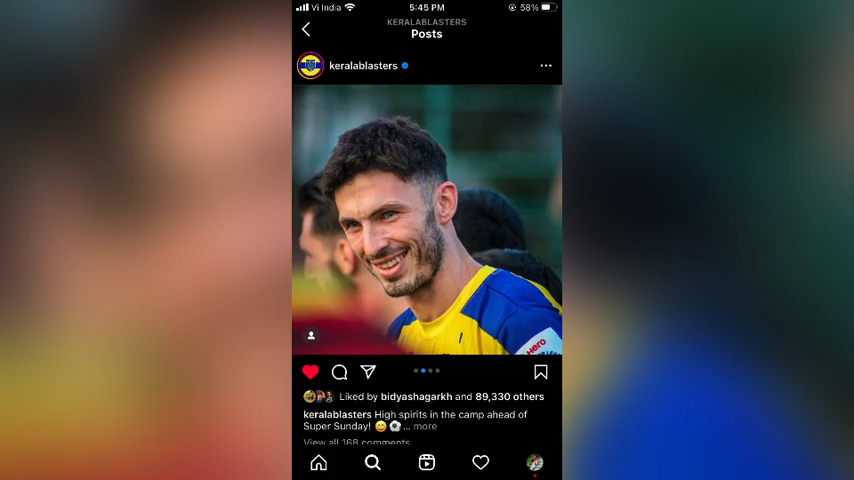 Vi India
5:45 PM
58%
KERALABLASTERS
Posts
keralablasters
Hero
Liked by bidyashagarkh and 89,330 others
keralablasters High spirits in the camp ahead of
Super Sunday! 😄 ⚽ ... more
View all 168 comments